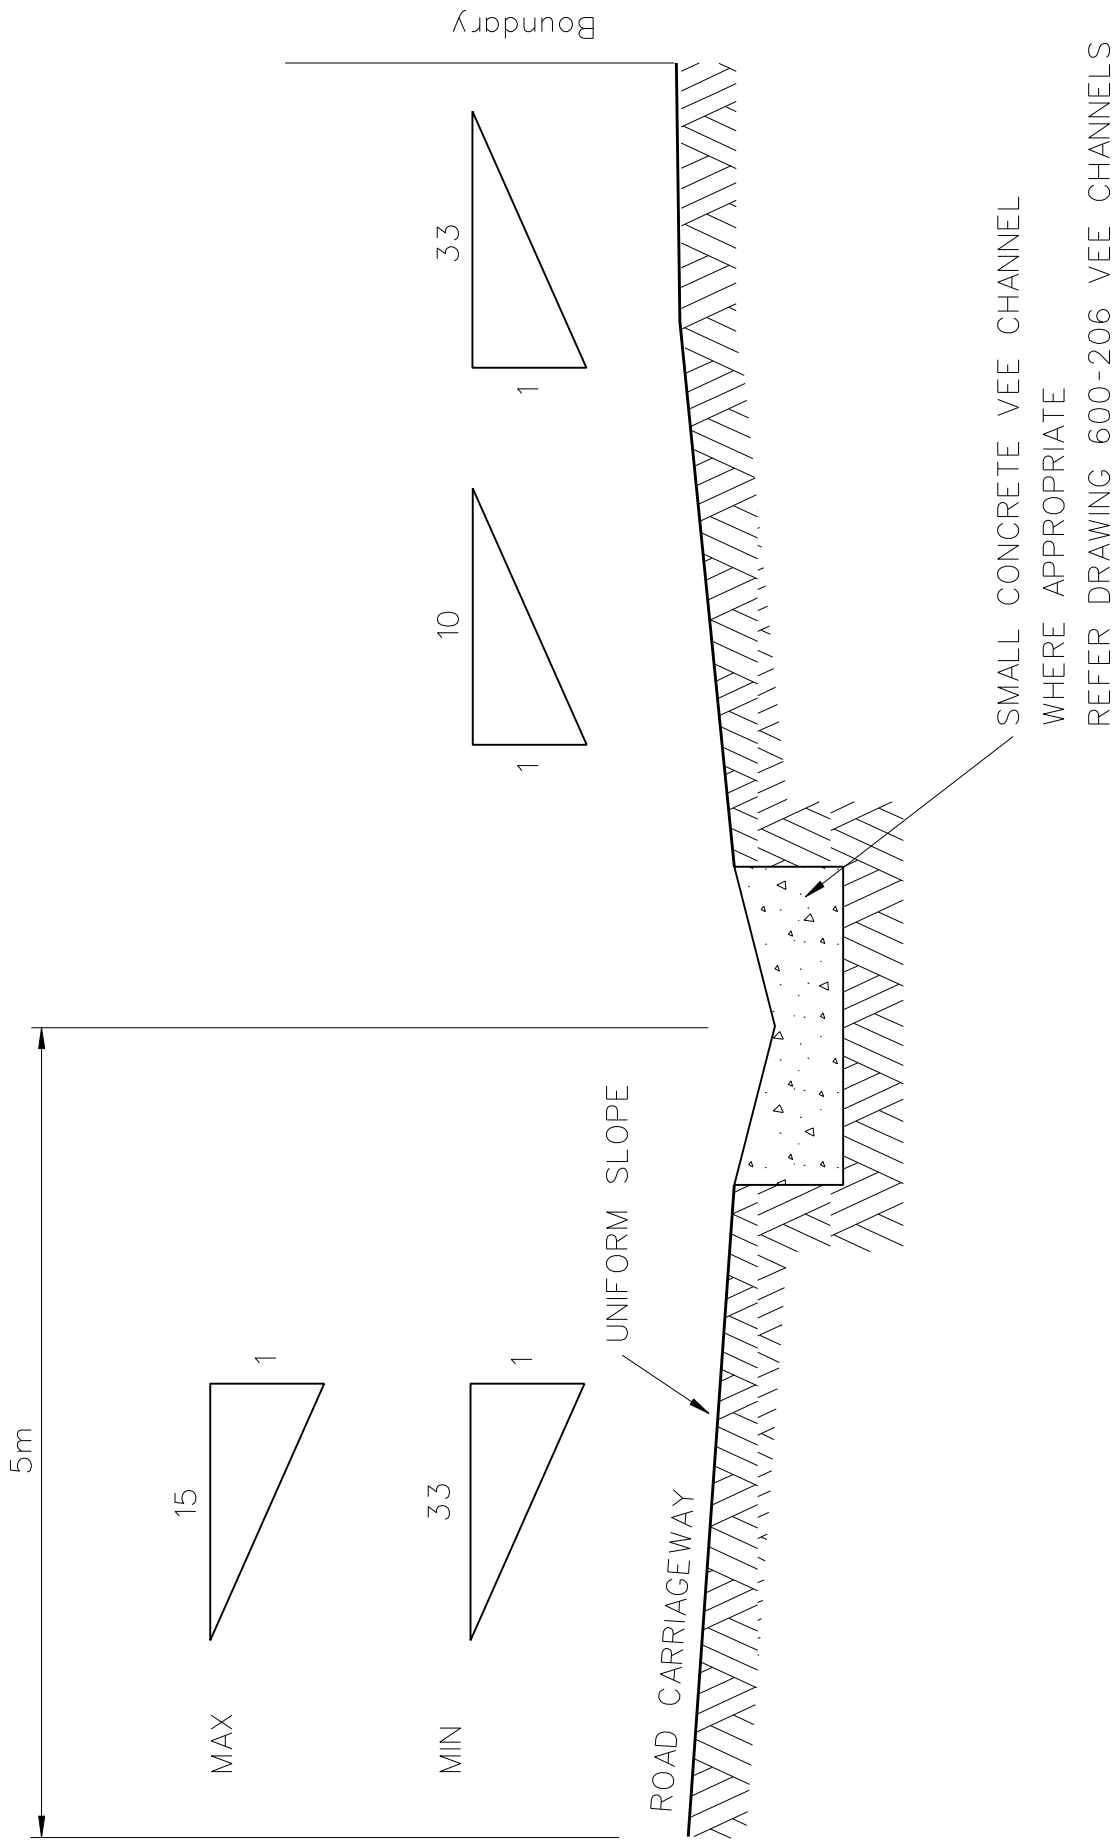 5m
MAX
15
1
MIN
33
1
10
1
33
1
Boundary
UNIFORM SLOPE
ROAD CARRIAGEWAY
SMALL CONCRETE VEE CHANNEL
WHERE APPROPRIATE
REFER DRAWING 600-206 VEE CHANNELS